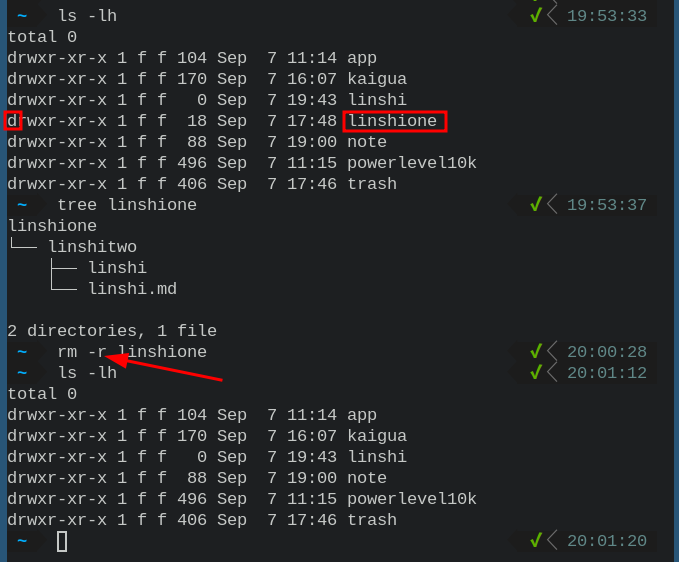 ~ ls -lh ✔ 19:53:33
total 0
drwxr-xr-x 1 f f 104 Sep  7 11:14 app
drwxr-xr-x 1 f f 170 Sep  7 16:07 kaigua
drwxr-xr-x 1 f f   0 Sep  7 19:43 linshi
drwxr-xr-x 1 f f  18 Sep  7 17:48 linshione
drwxr-xr-x 1 f f  88 Sep  7 19:00 note
drwxr-xr-x 1 f f 496 Sep  7 11:15 powerlevel10k
drwxr-xr-x 1 f f 406 Sep  7 17:46 trash
~ tree linshione ✔ 19:53:37
linshione
└── linshitwo
    ├── linshi
    └── linshi.md
2 directories, 1 file
~ rm -r linshione ✔ 20:00:28
~ ls -lh ✔ 20:01:12
total 0
drwxr-xr-x 1 f f 104 Sep  7 11:14 app
drwxr-xr-x 1 f f 170 Sep  7 16:07 kaigua
drwxr-xr-x 1 f f   0 Sep  7 19:43 linshi
drwxr-xr-x 1 f f  88 Sep  7 19:00 note
drwxr-xr-x 1 f f 496 Sep  7 11:15 powerlevel10k
drwxr-xr-x 1 f f 406 Sep  7 17:46 trash
~ ✔ 20:01:20